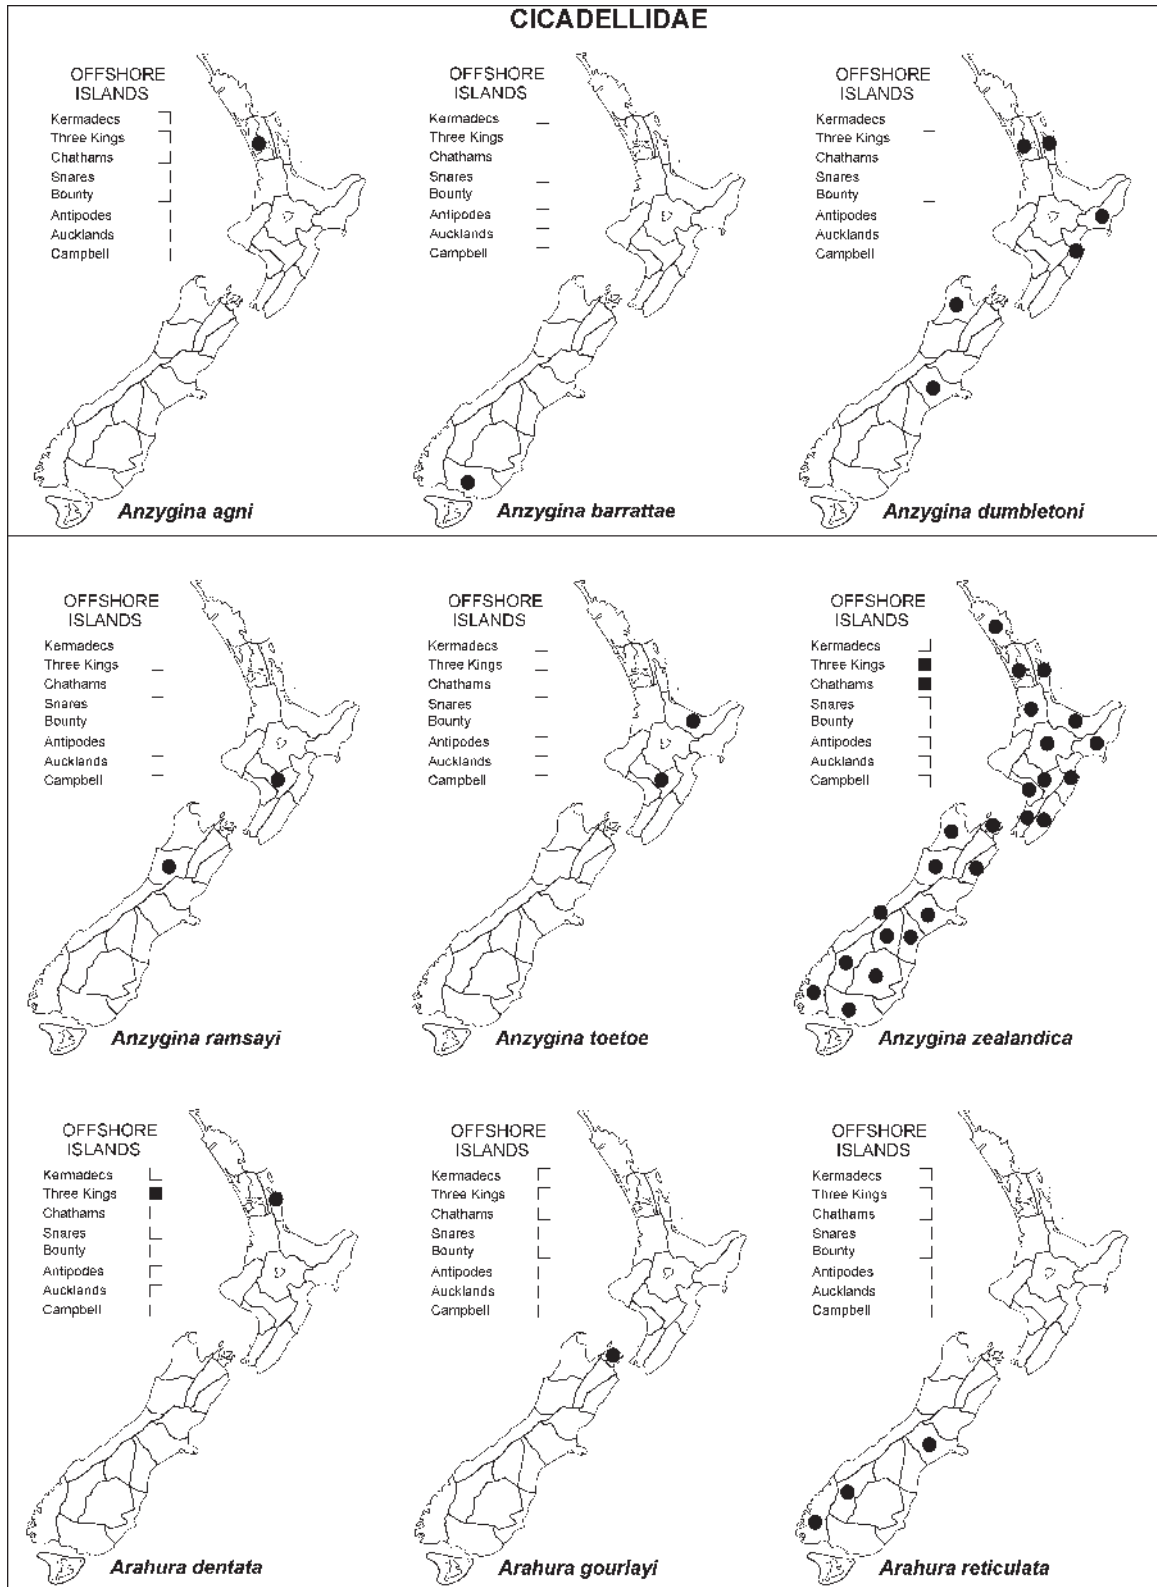 CICADELLIDAE
OFFSHORE
ISLANDS
Kermadecs
Three Kings
Chathams
Snares
Bounty
Antipodes
Aucklands
Campbell
Anzygina agni
OFFSHORE
ISLANDS
Kermadecs
Three Kings
Chathams
Snares
Bounty
Antipodes
Aucklands
Campbell
Anzygina barrattae
OFFSHORE
ISLANDS
Kermadecs
Three Kings
Chathams
Snares
Bounty
Antipodes
Aucklands
Campbell
Anzygina dumbletoni
OFFSHORE
ISLANDS
Kermadecs
Three Kings
Chathams
Snares
Bounty
Antipodes
Aucklands
Campbell
Anzygina ramsayi
OFFSHORE
ISLANDS
Kermadecs
Three Kings
Chathams
Snares
Bounty
Antipodes
Aucklands
Campbell
Anzygina toetoe
OFFSHORE
ISLANDS
Kermadecs
Three Kings
Chathams
Snares
Bounty
Antipodes
Aucklands
Campbell
Anzygina zealandica
OFFSHORE
ISLANDS
Kermadecs
Three Kings
Chathams
Snares
Bounty
Antipodes
Aucklands
Campbell
Arahura dentata
OFFSHORE
ISLANDS
Kermadecs
Three Kings
Chathams
Snares
Bounty
Antipodes
Aucklands
Campbell
Arahura gourlayi
OFFSHORE
ISLANDS
Kermadecs
Three Kings
Chathams
Snares
Bounty
Antipodes
Aucklands
Campbell
Arahura reticulata